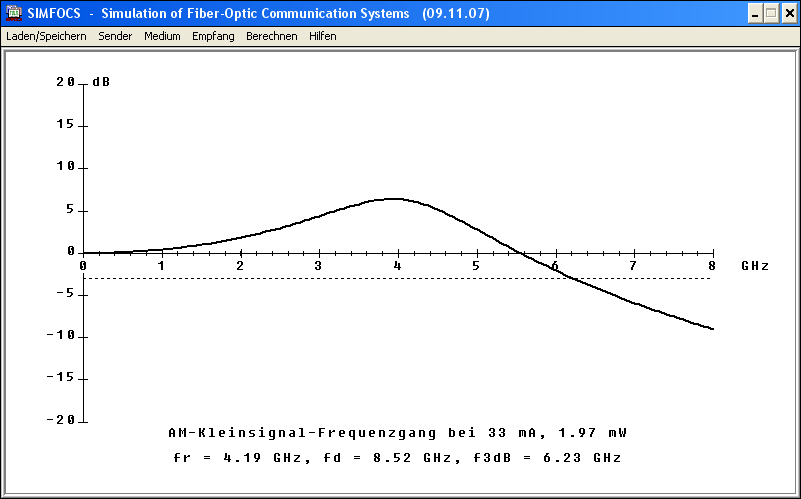 SIMFOCS - Simulation of Fiber-Optic Communication Systems (09.11.07)
Laden/Speichern Sender Medium Empfang Berechnen Hilfen
20 dB
15
10
5
0
0 1 2 3 4 5 6 7 8 GHz
-5
-10
-15
-20
AM-Kleinsignal-Frequenzgang bei 33 mA, 1.97 mW
fr = 4.19 GHz, fd = 8.52 GHz, f3dB = 6.23 GHz